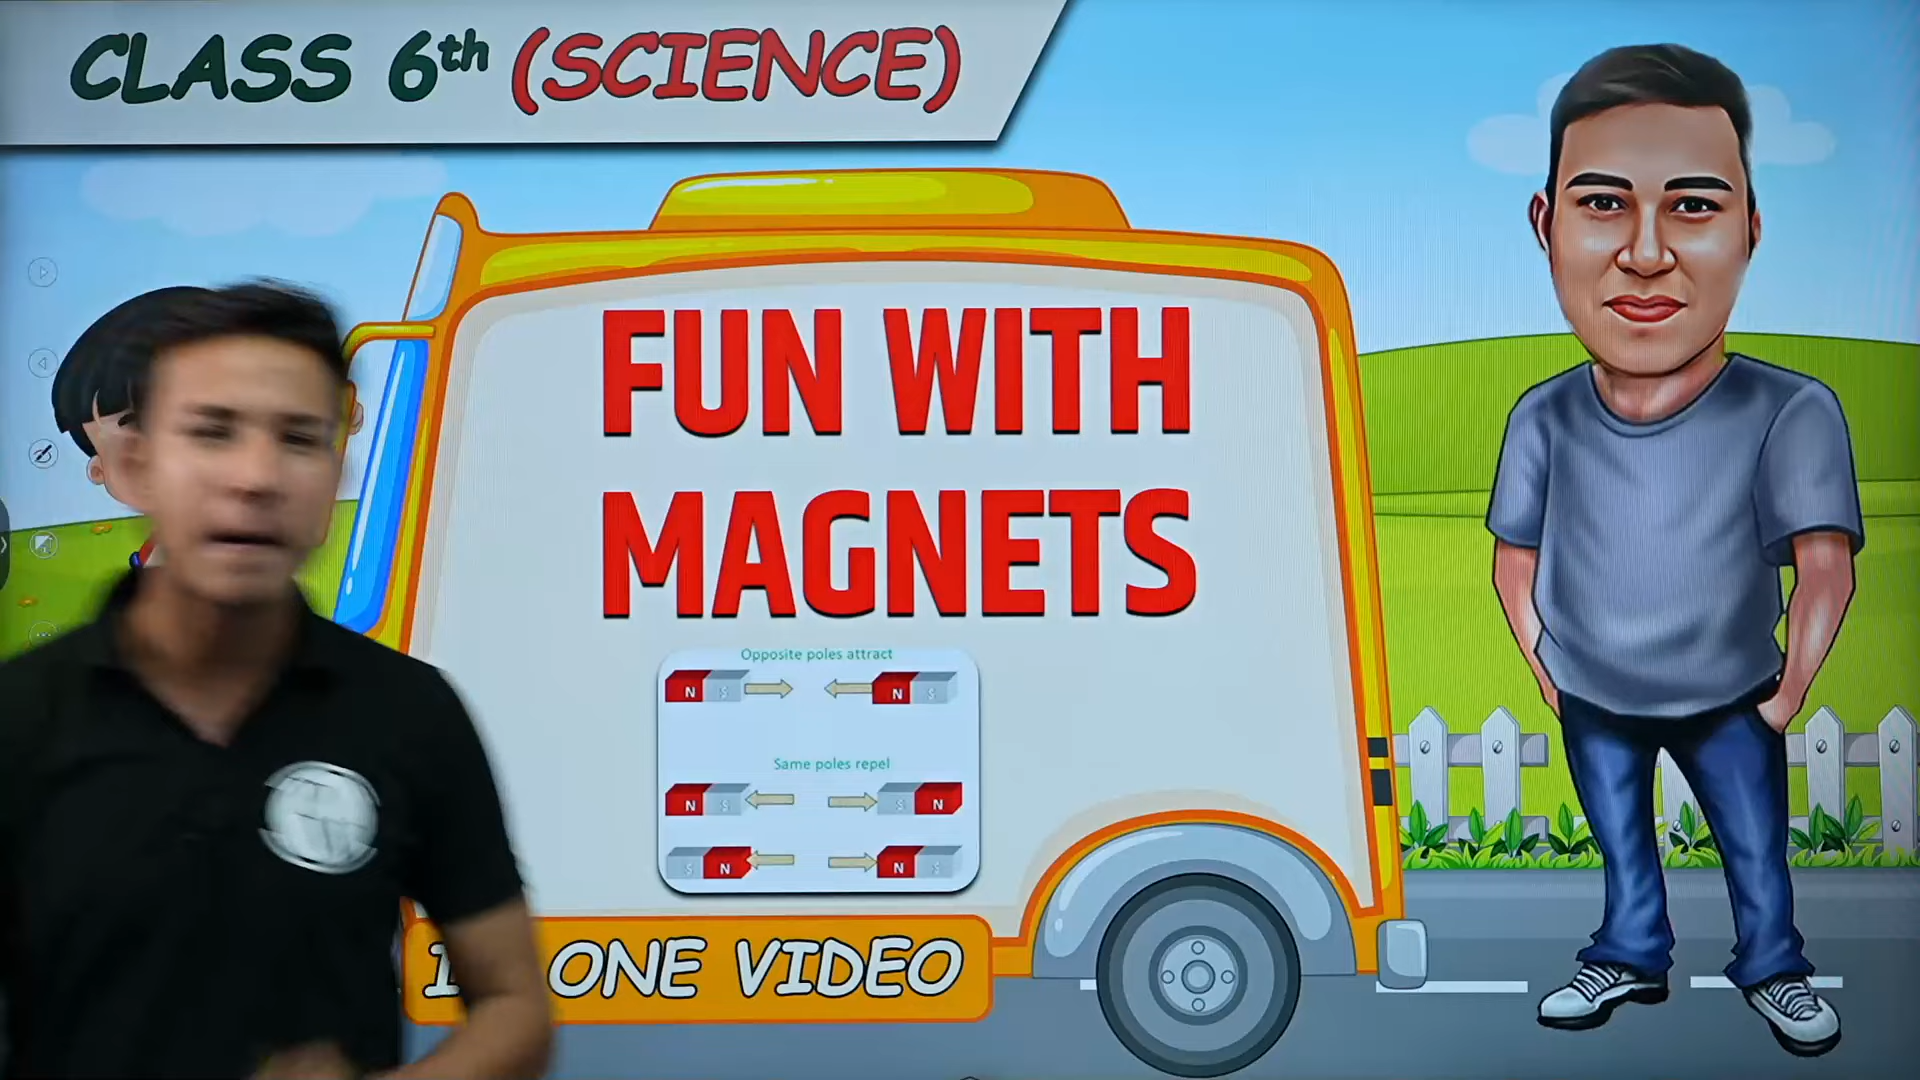 CLASS 6th (SCIENCE)
FUN WITH
MAGNETS
Opposite poles attract
N S N S
Same poles repel
N S S N
S N N S
ONE VIDEO